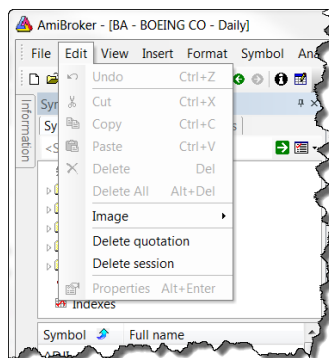 AmiBroker - [BA - BOEING CO - Daily]
File Edit View Insert Format Symbol Ana
Undo Ctrl+Z
Cut Ctrl+X
Copy Ctrl+C
Paste Ctrl+V
Delete Del
Delete All Alt+Del
Image
Delete quotation
Delete session
Properties Alt+Enter
Information
Syr
Sy
<S
Indexes
Symbol Full name